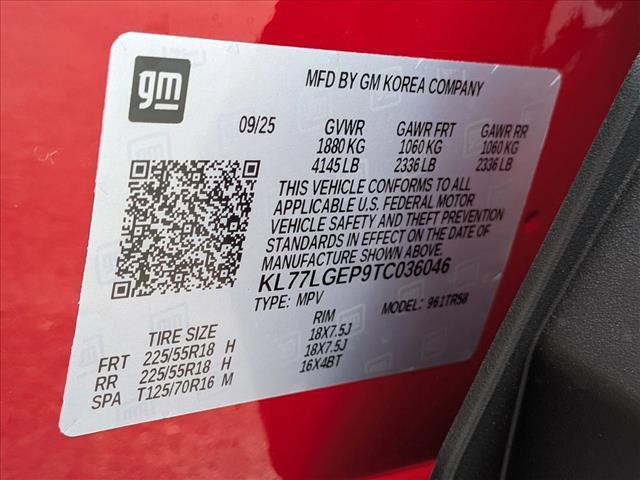 gm
MFD BY GM KOREA COMPANY
09/25 GVWR GAWR FRT GAWR RR
1880 KG 1060 KG 1060 KG
4145 LB 2336 LB 2336 LB
THIS VEHICLE CONFORMS TO ALL
APPLICABLE U.S. FEDERAL MOTOR
VEHICLE SAFETY AND THEFT PREVENTION
STANDARDS IN EFFECT ON THE DATE OF
MANUFACTURE SHOWN ABOVE.
KL77LGEP9TC036046
TYPE: MPV MODEL: 961TR58
TIRE SIZE RIM
FRT 225/55R18 H 18X7.5J
RR 225/55R18 H 18X7.5J
SPA T125/70R16 M 16X4BT